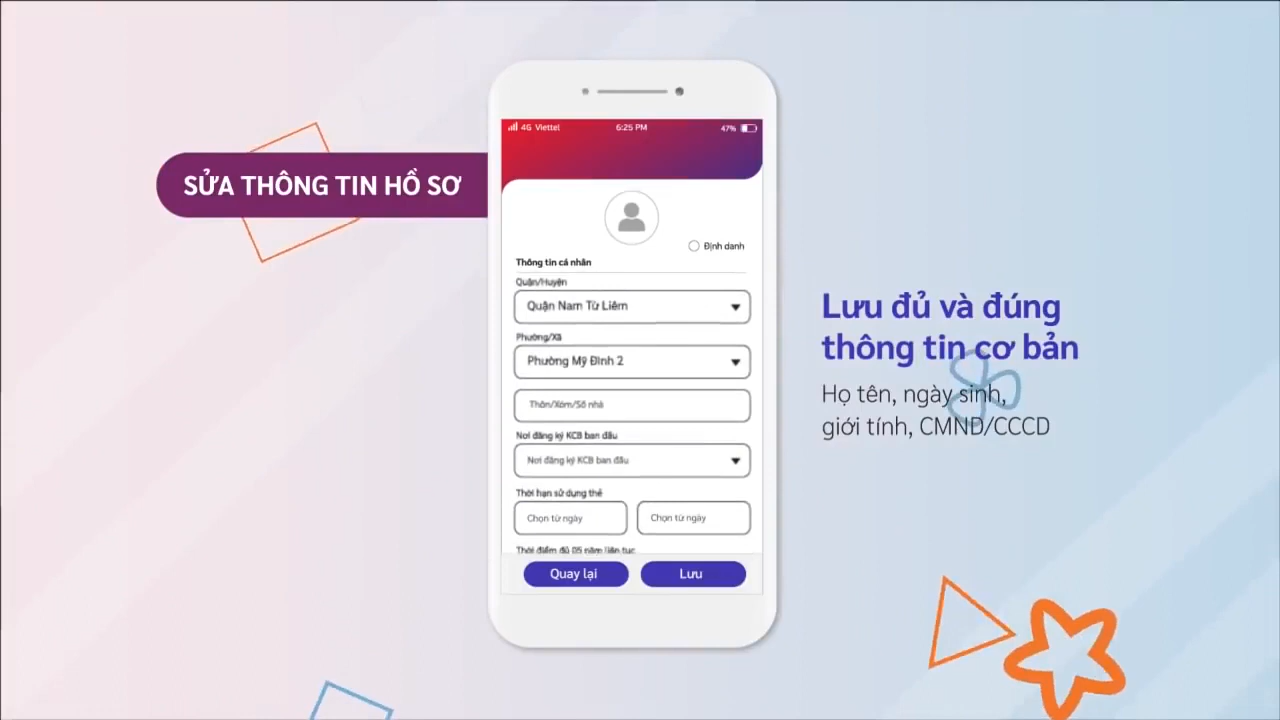 SỬA THÔNG TIN HỒ SƠ
4G Viettel 6:25 PM 47%
Định danh
Thông tin cá nhân
Quận/Huyện
Quận Nam Từ Liêm
Phường/Xã
Phường Mỹ Đình 2
Thôn/Xóm/Số nhà
Nơi đăng ký KCB ban đầu
Nơi đăng ký KCB ban đầu
Thời hạn sử dụng thẻ
Chọn từ ngày Chọn từ ngày
Thời điểm đủ 05 năm liên tục
Quay lại Lưu
Lưu đủ và đúng
thông tin cơ bản
Họ tên, ngày sinh,
giới tính, CMND/CCCD